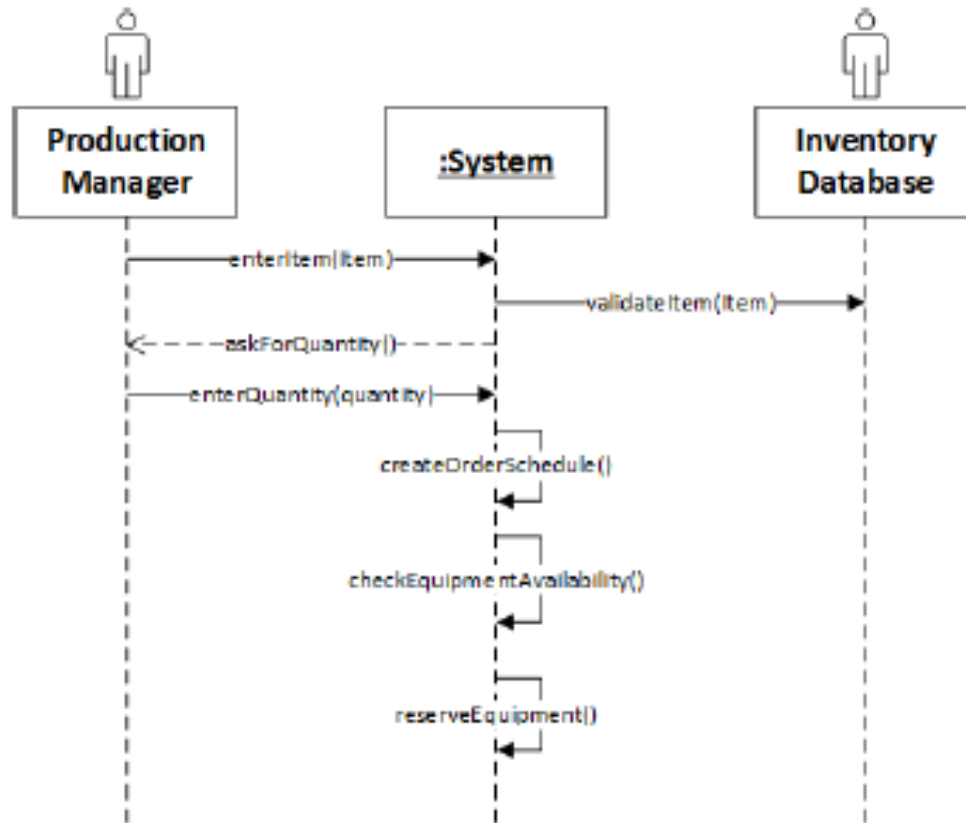 Production
Manager
:System
Inventory
Database
enterItem(Item)
validateItem(Item)
askForQuantity()
enterQuantity(quantity)
createOrderSchedule()
checkEquipmentAvailability()
reserveEquipment()